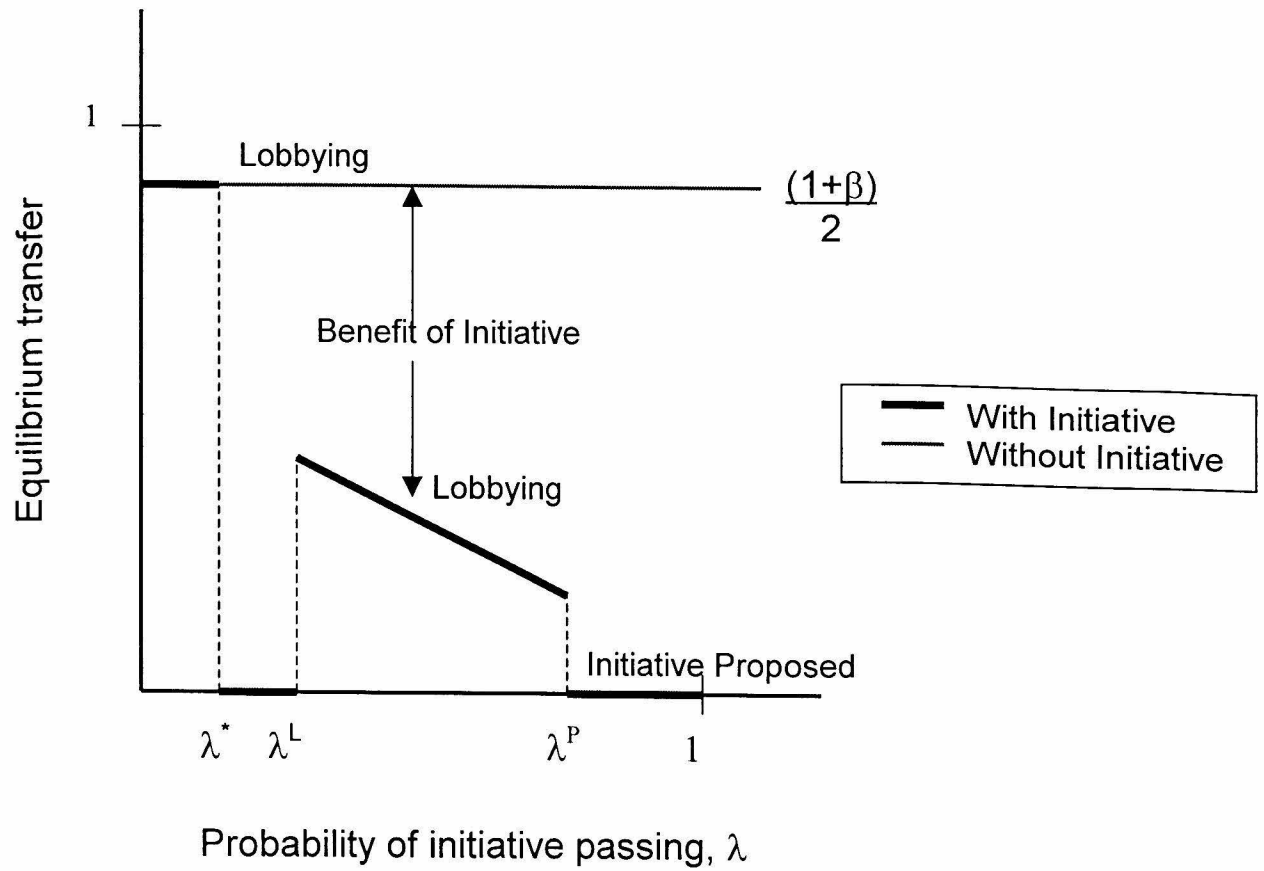 1
Lobbying
(1+β)
2
Equilibrium transfer
Benefit of Initiative
With Initiative
Without Initiative
Lobbying
Initiative Proposed
λ* λL λP 1
Probability of initiative passing, λ